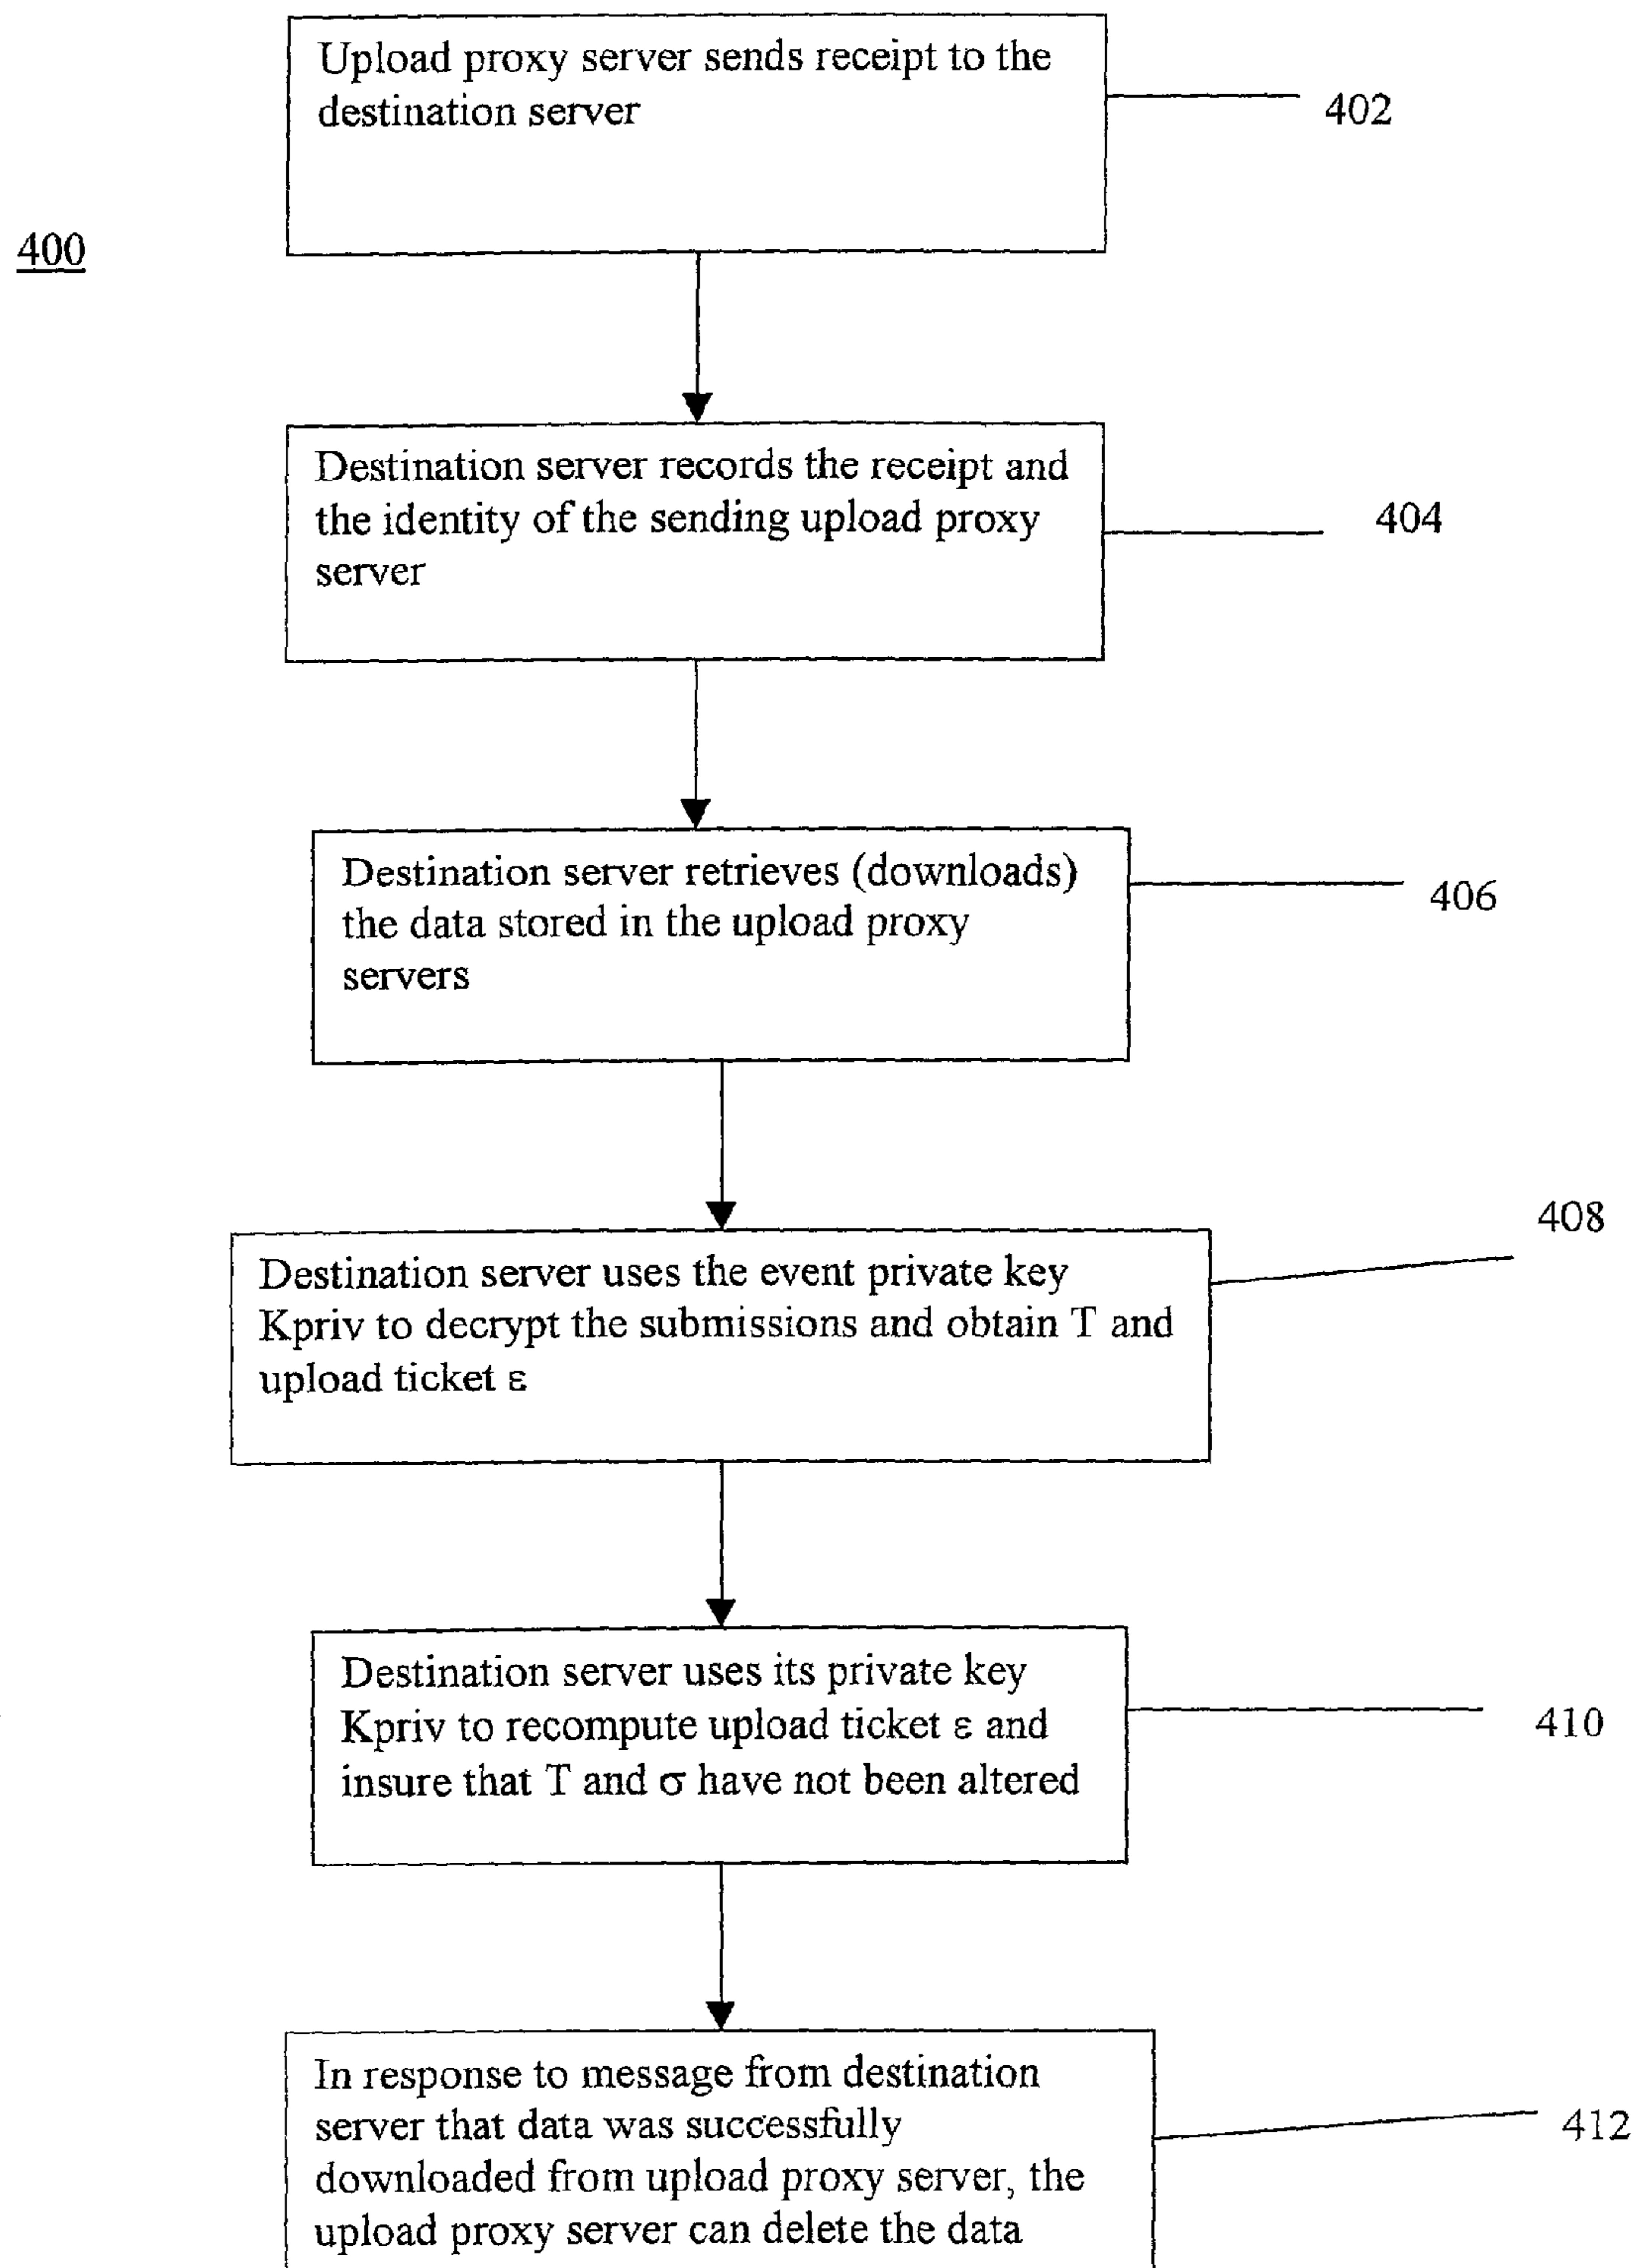 Upload proxy server sends receipt to the
destination server
402
400
Destination server records the receipt and
the identity of the sending upload proxy
server
404
Destination server retrieves (downloads)
the data stored in the upload proxy
servers
406
408
Destination server uses the event private key
Kpriv to decrypt the submissions and obtain T and
upload ticket ε
Destination server uses its private key
Kpriv to recompute upload ticket ε and
insure that T and σ have not been altered
410
In response to message from destination
server that data was successfully
downloaded from upload proxy server, the
upload proxy server can delete the data
412